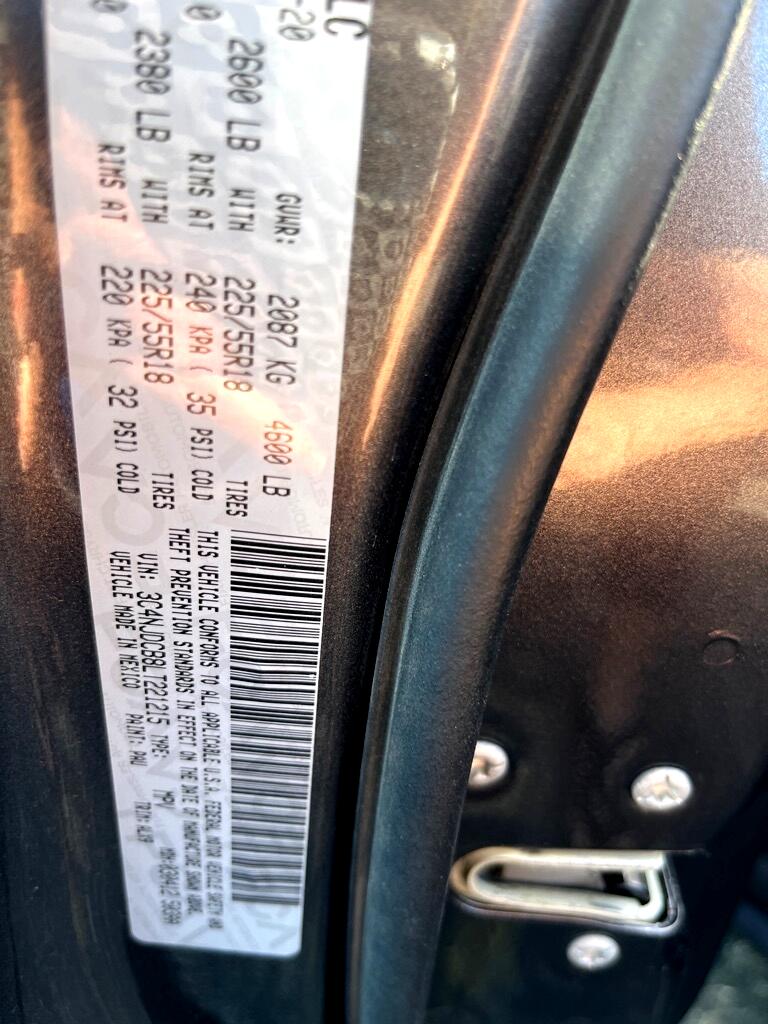 LC
-20
GVWR: 2087 KG 4600 LB
2600 LB WITH 225/55R18 TIRES
0 RIMS AT 240 KPA ( 35 PSI) COLD
2380 LB WITH 225/55R18 TIRES
0 RIMS AT 220 KPA ( 32 PSI) COLD
THIS VEHICLE CONFORMS TO ALL APPLICABLE U.S.A. FEDERAL MOTOR VEHICLE SAFETY AND
THEFT PREVENTION STANDARDS IN EFFECT ON THE DATE OF MANUFACTURE SHOWN ABOVE.
VIN: 3C4NJDCB8LT221215 TYPE: MPV
VEHICLE MADE IN MEXICO PAINT: PAU TRIM: